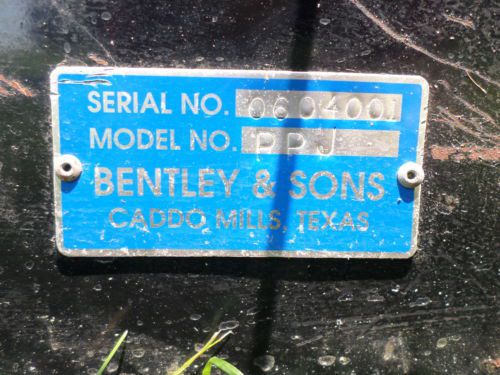 SERIAL NO. 0604001
MODEL NO. PPJ
BENTLEY & SONS
CADDO MILLS, TEXAS